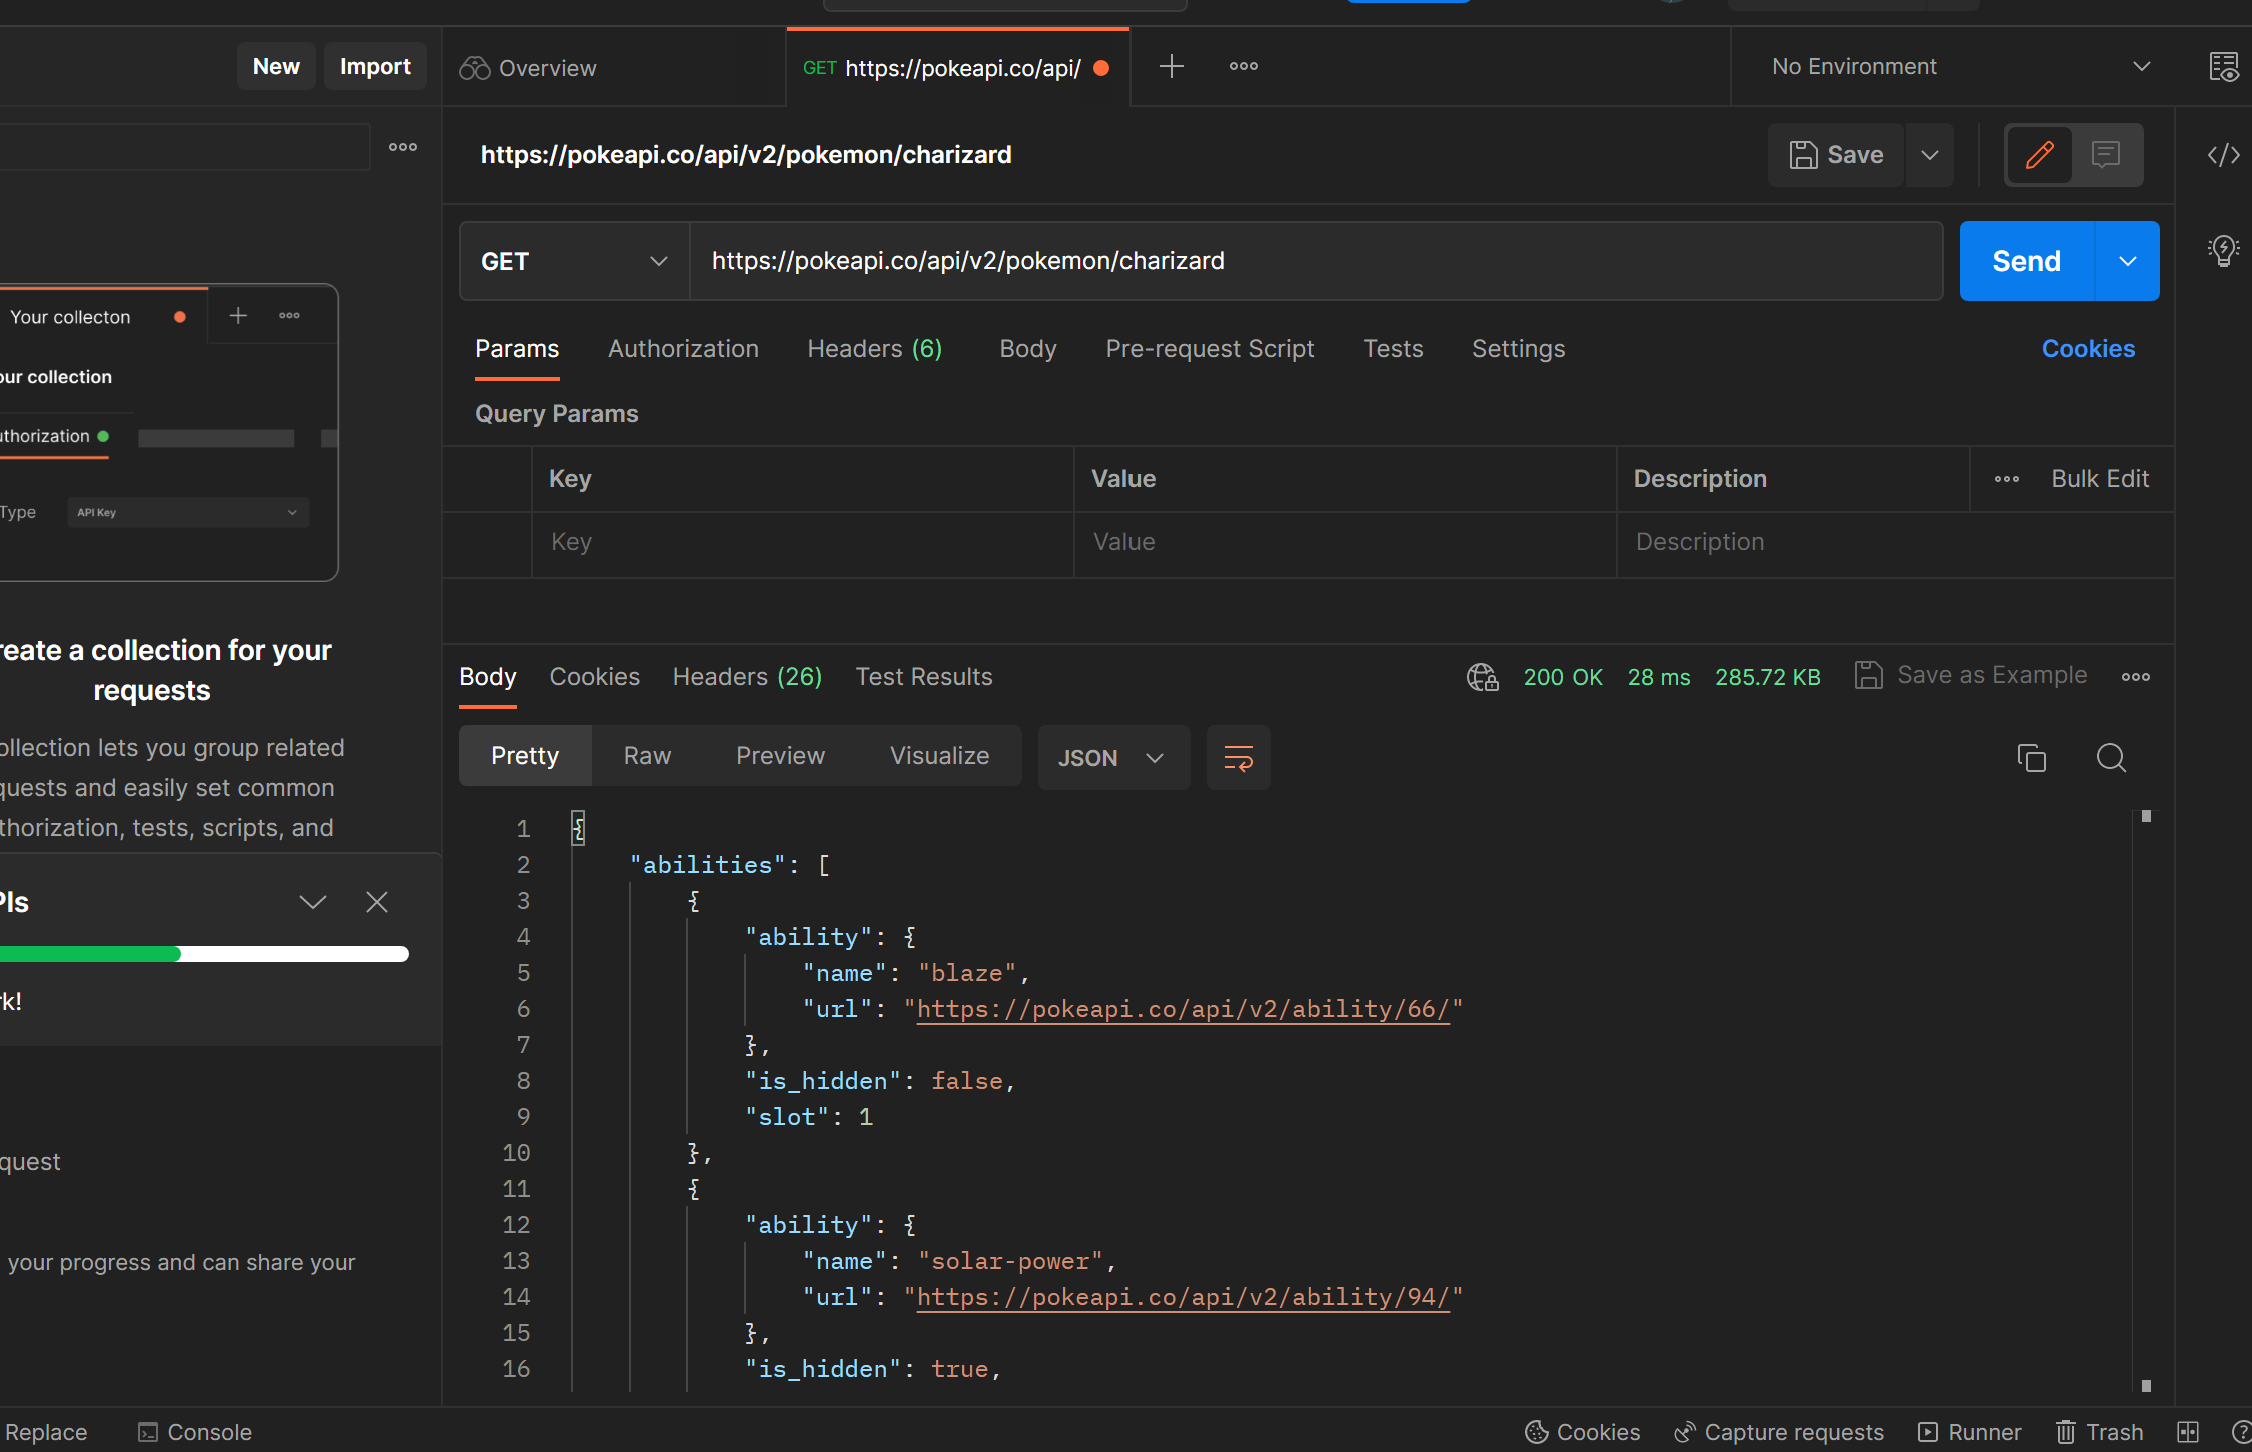 New Import
Overview
GET https://pokeapi.co/api/
No Environment
https://pokeapi.co/api/v2/pokemon/charizard
Save
GET https://pokeapi.co/api/v2/pokemon/charizard Send
Params Authorization Headers (6) Body Pre-request Script Tests Settings Cookies
Query Params
Key Value Description Bulk Edit
Key Value Description
Your collecton
our collection
uthorization
Type API Key
reate a collection for your
requests
ollection lets you group related
quests and easily set common
thorization, tests, scripts, and
PIs
rk!
quest
your progress and can share your
Body Cookies Headers (26) Test Results 200 OK 28 ms 285.72 KB Save as Example
Pretty Raw Preview Visualize JSON
1 {
2 "abilities": [
3 {
4 "ability": {
5 "name": "blaze",
6 "url": "https://pokeapi.co/api/v2/ability/66/"
7 },
8 "is_hidden": false,
9 "slot": 1
10 },
11 {
12 "ability": {
13 "name": "solar-power",
14 "url": "https://pokeapi.co/api/v2/ability/94/"
15 },
16 "is_hidden": true,
Replace Console Cookies Capture requests Runner Trash